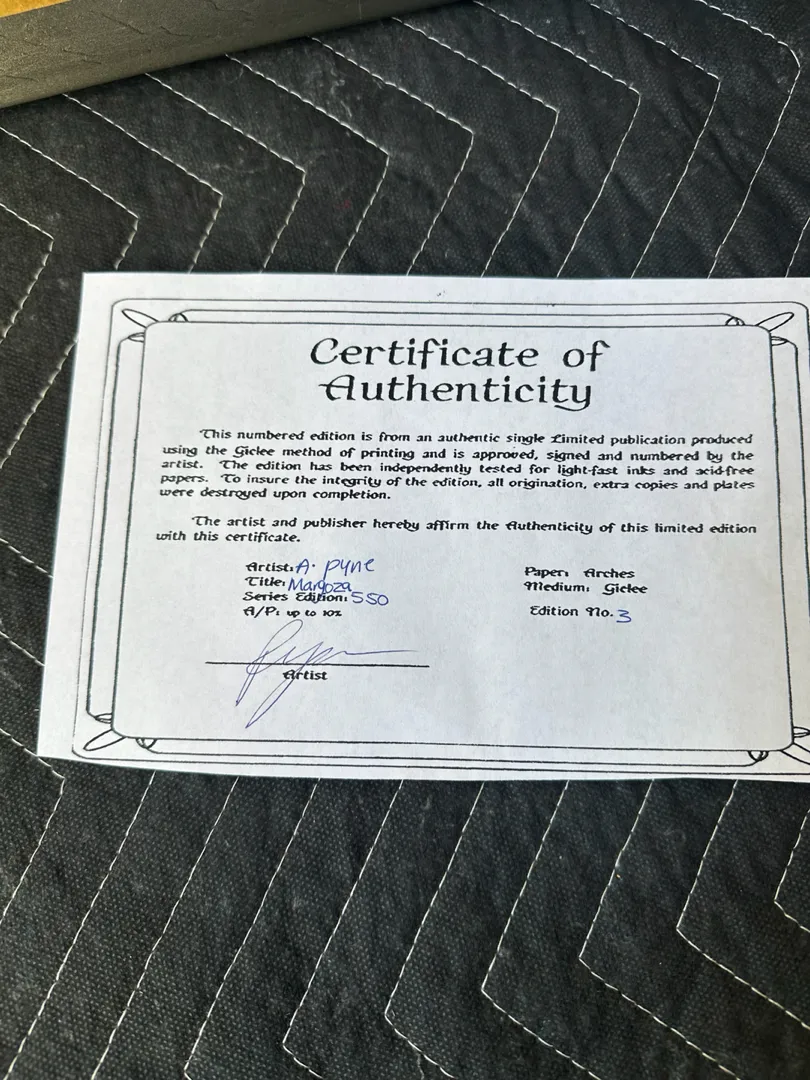 Certificate of
Authenticity
This numbered edition is from an authentic single Limited publication produced
using the Giclee method of printing and is approved, signed and numbered by the
artist. The edition has been independently tested for light-fast inks and acid-free
papers. To insure the integrity of the edition, all origination, extra copies and plates
were destroyed upon completion.
The artist and publisher hereby affirm the Authenticity of this limited edition
with this certificate.
Artist: A. Pyne
Title: Margoza
Series Edition: 550
A/P: up to 10%
Paper: Arches
Medium: Giclee
Edition No. 3
Artist